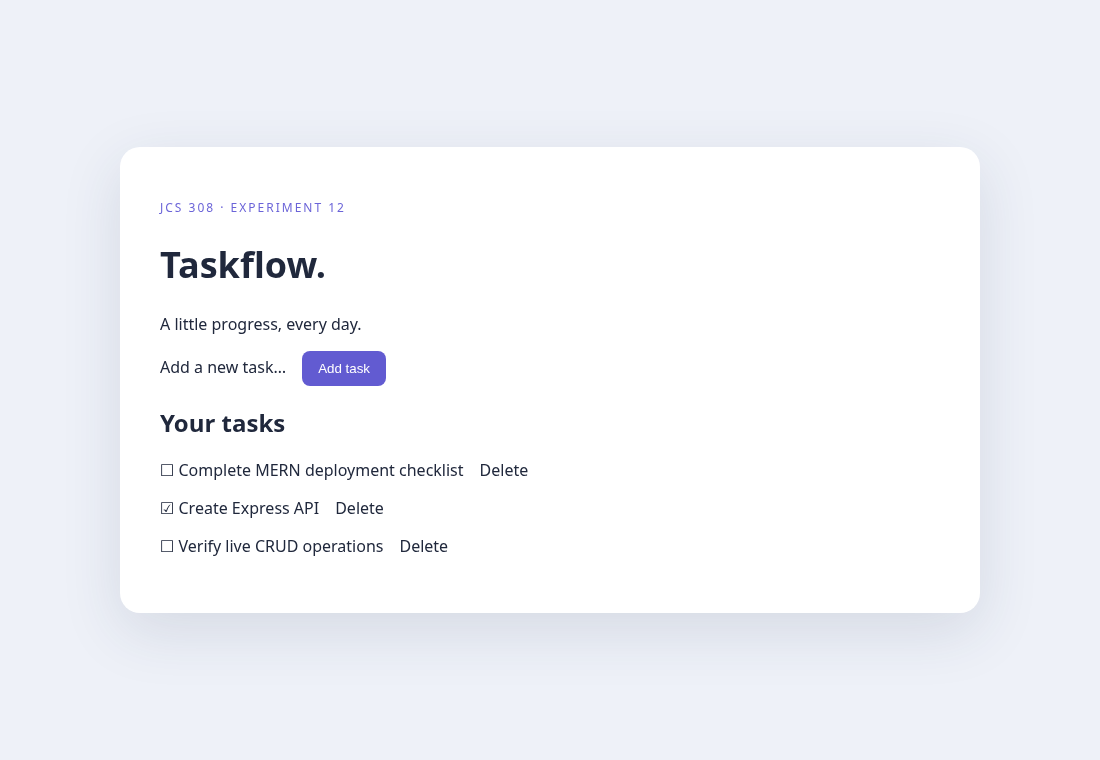 JCS 308 · EXPERIMENT 12
Taskflow.
A little progress, every day.
Add a new task... Add task
Your tasks
☐ Complete MERN deployment checklist Delete
☑ Create Express API Delete
☐ Verify live CRUD operations Delete